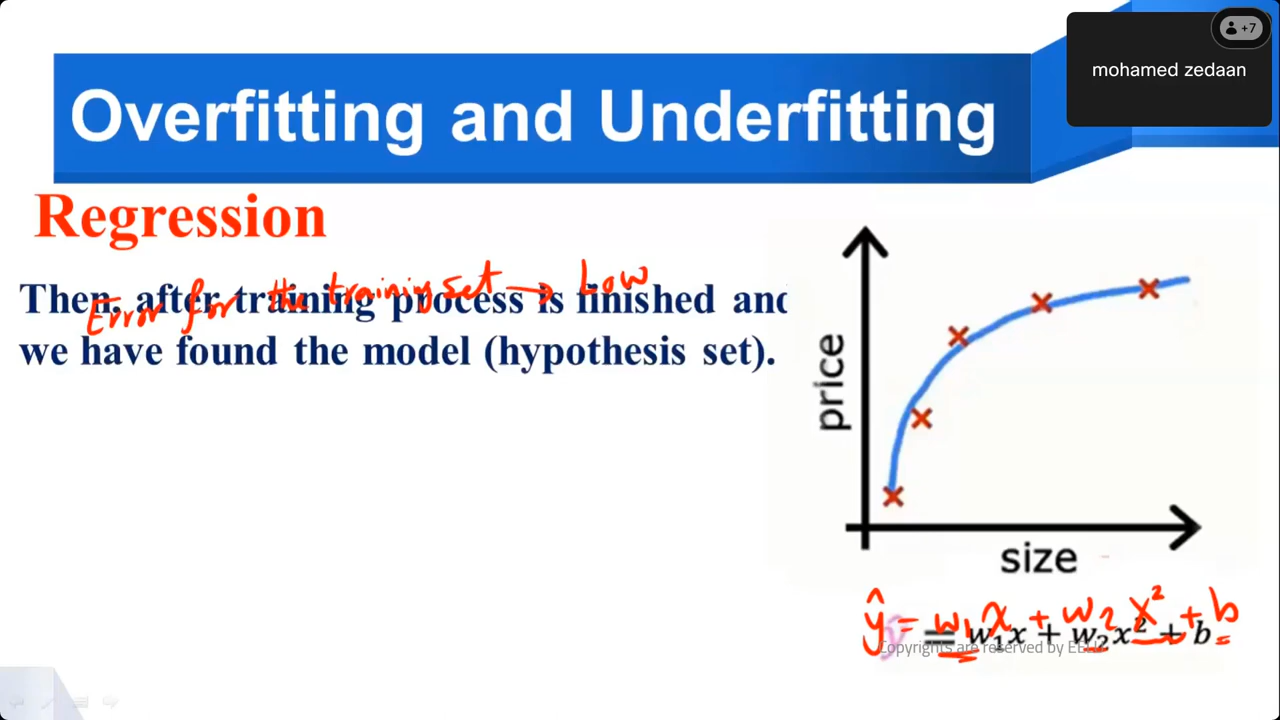 +7
mohamed zedaan
Overfitting and Underfitting
Regression
Error for the training set → Low
Then, after training process is finished and
we have found the model (hypothesis set).
price
size
ŷ = w1x + w2x² + b
= w₁x + w₂x² + b
Copyrights are reserved by